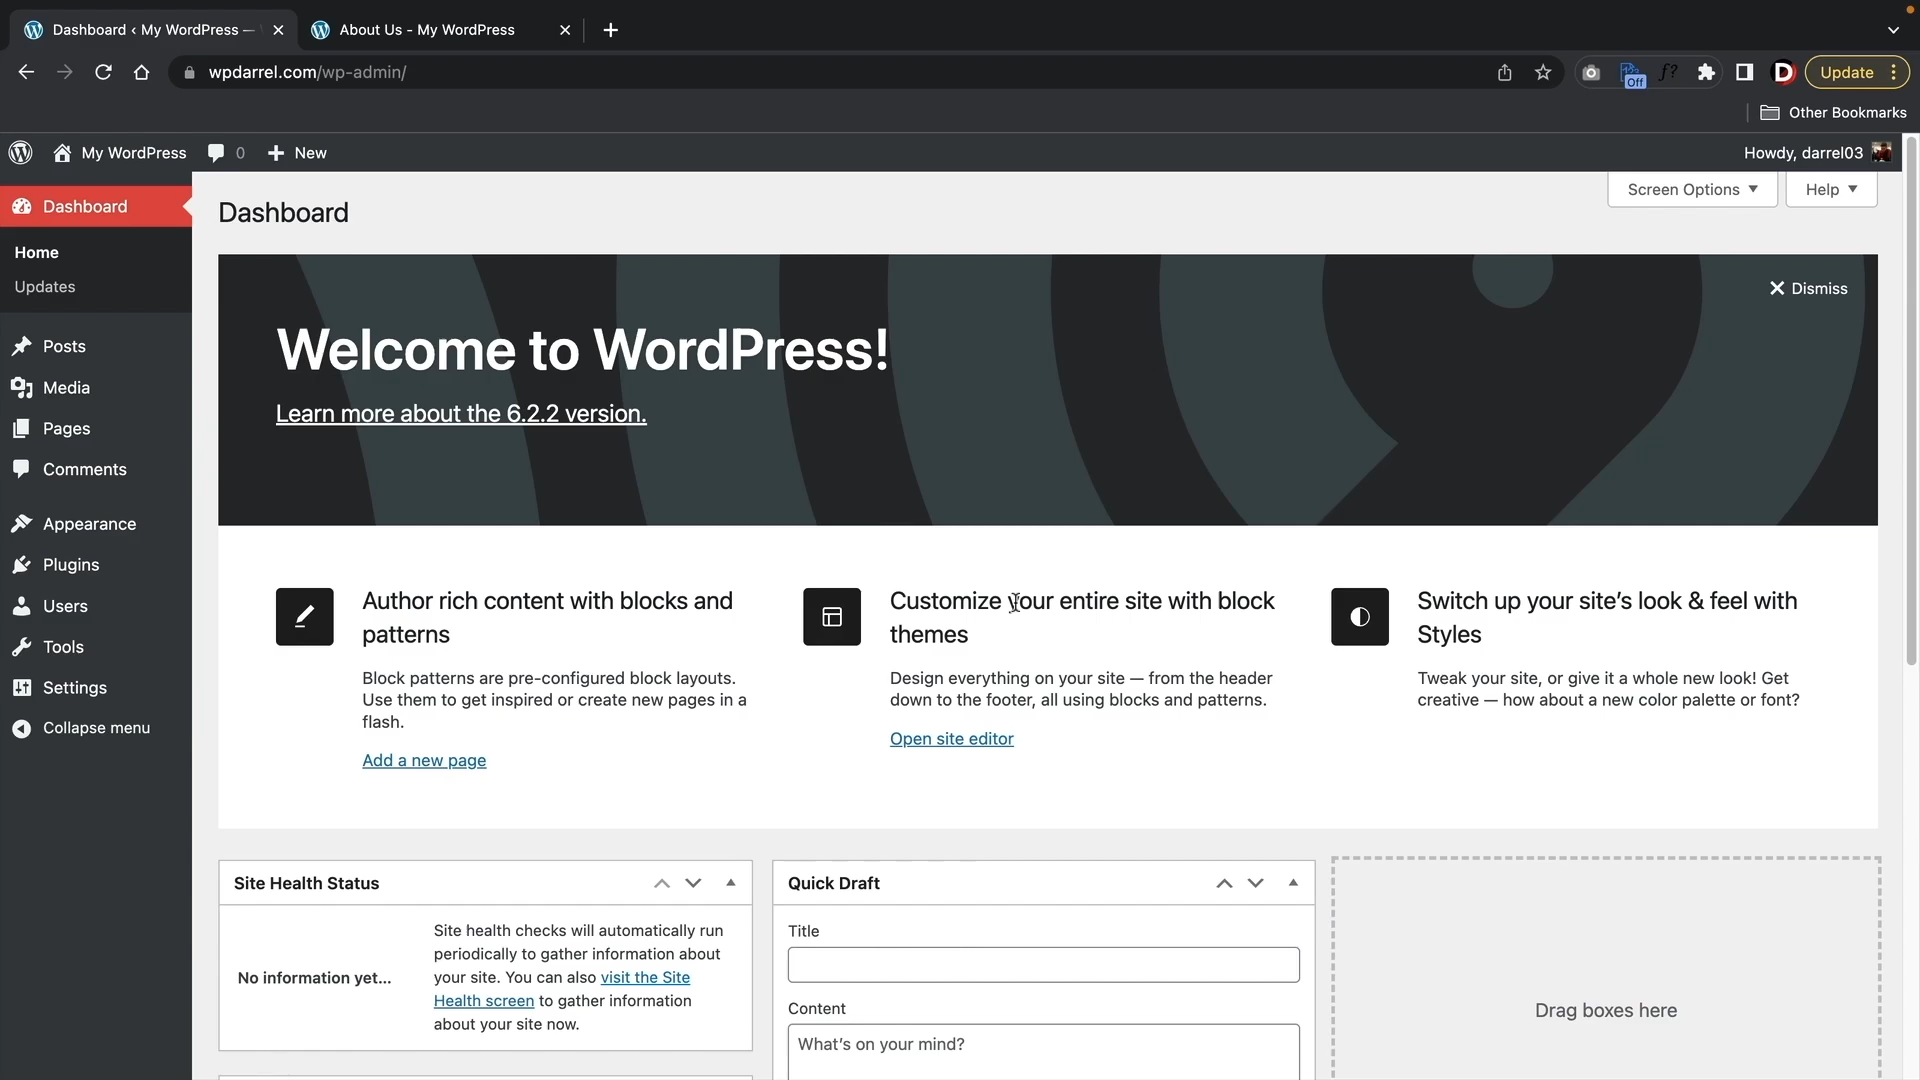 Dashboard ‹ My WordPress —
About Us - My WordPress
wpdarrel.com/wp-admin/
Off
f?
D
Update
Other Bookmarks
My WordPress
0
New
Howdy, darrel03
Dashboard
Home
Updates
Posts
Media
Pages
Comments
Appearance
Plugins
Users
Tools
Settings
Collapse menu
Screen Options
Help
Dashboard
Dismiss
Welcome to WordPress!
Learn more about the 6.2.2 version.
Author rich content with blocks and
patterns
Block patterns are pre-configured block layouts.
Use them to get inspired or create new pages in a
flash.
Add a new page
Customize your entire site with block
themes
Design everything on your site — from the header
down to the footer, all using blocks and patterns.
Open site editor
Switch up your site’s look & feel with
Styles
Tweak your site, or give it a whole new look! Get
creative — how about a new color palette or font?
Site Health Status
No information yet...
Site health checks will automatically run
periodically to gather information about
your site. You can also visit the Site
Health screen to gather information
about your site now.
Quick Draft
Title
Content
What’s on your mind?
Drag boxes here